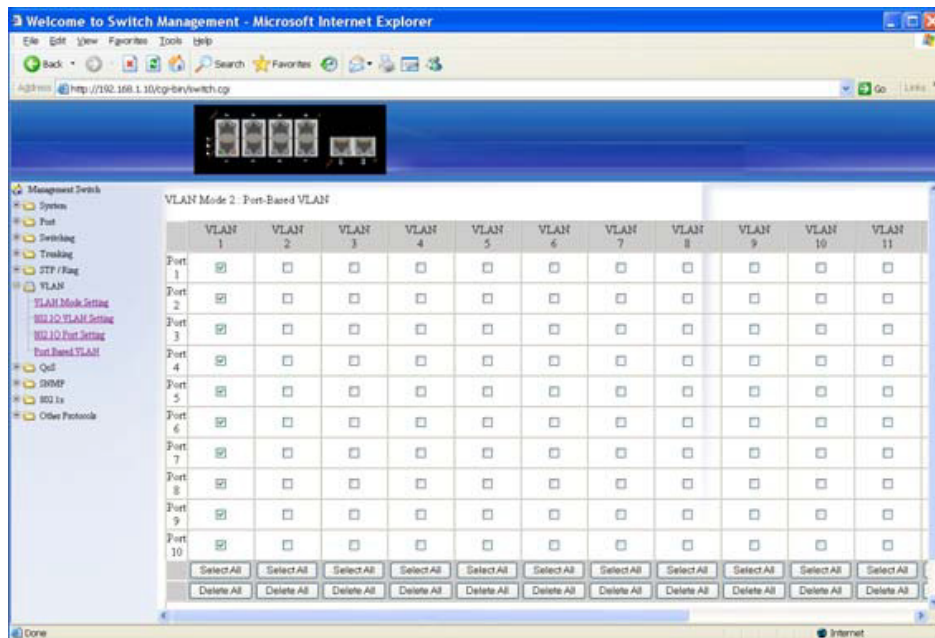 Welcome to Switch Management - Microsoft Internet Explorer
File Edit View Favorites Tools Help
Back Search Favorites
Address http://192.168.1.10/cgi-bin/switch.cgi Go Links
Management Switch
System
Port
Switching
Trunking
STP / Ring
VLAN
VLAN Mode Setting
802.1Q VLAN Setting
802.1Q Port Setting
Port Based VLAN
QoS
SNMP
802.1x
Other Protocols
VLAN Mode 2 : Port-Based VLAN
VLAN 1 VLAN 2 VLAN 3 VLAN 4 VLAN 5 VLAN 6 VLAN 7 VLAN 8 VLAN 9 VLAN 10 VLAN 11
Port 1
Port 2
Port 3
Port 4
Port 5
Port 6
Port 7
Port 8
Port 9
Port 10
Select All Select All Select All Select All Select All Select All Select All Select All Select All Select All Select All
Delete All Delete All Delete All Delete All Delete All Delete All Delete All Delete All Delete All Delete All Delete All
Done Internet